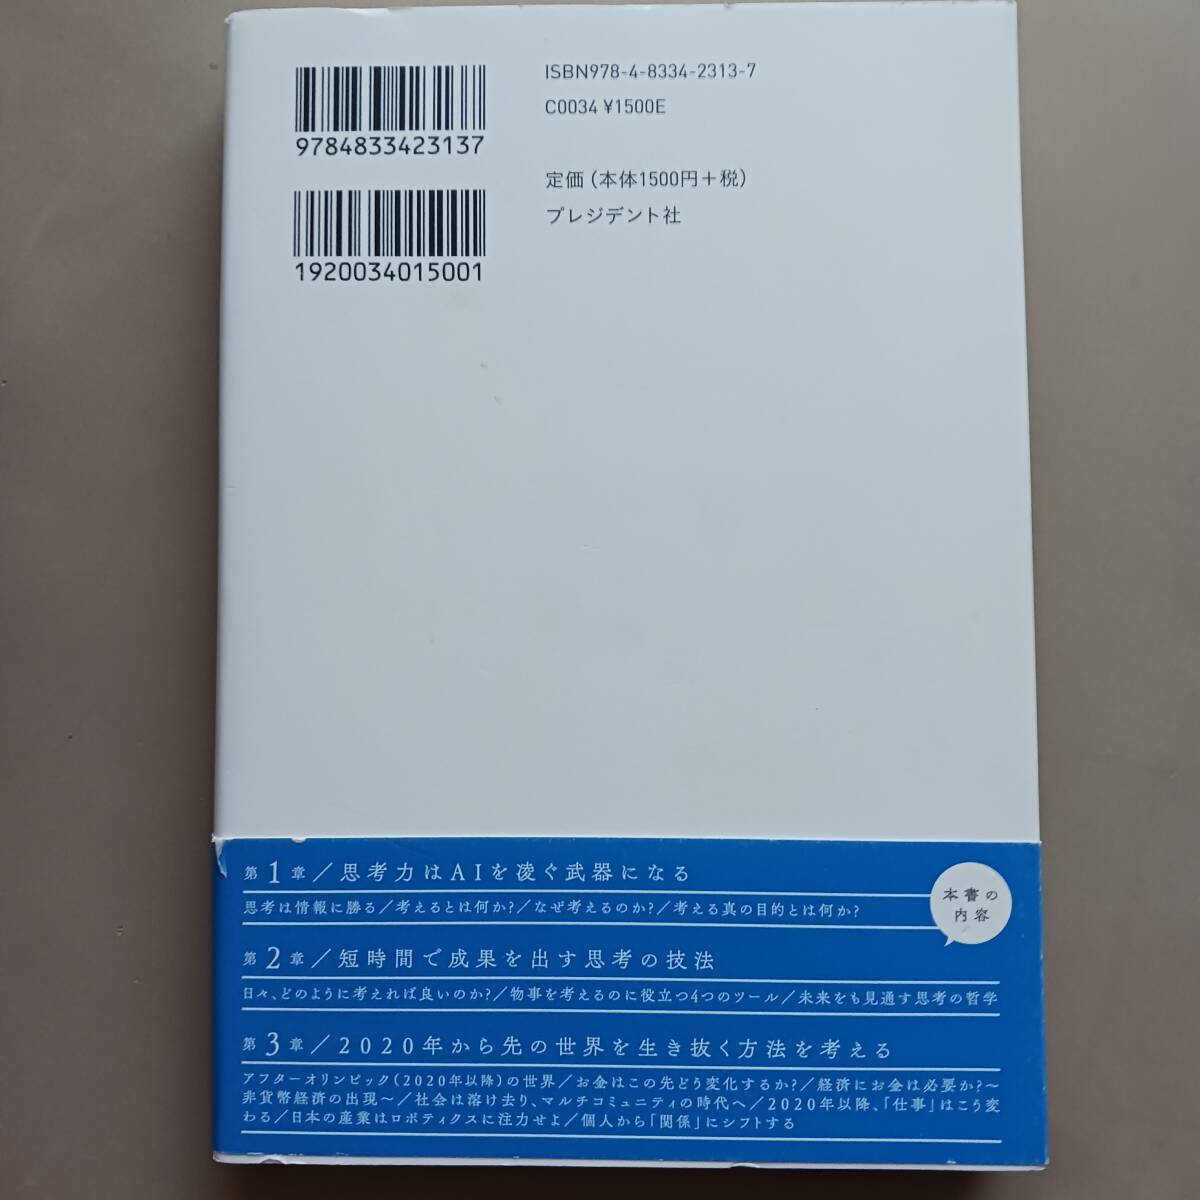 9784833423137
1920034015001
ISBN978-4-8334-2313-7
C0034 ¥1500E
定価（本体1500円＋税）
プレジデント社
本書の
内容
第1章／思考力はAIを凌ぐ武器になる
思考は情報に勝る／考えるとは何か?／なぜ考えるのか?／考える真の目的とは何か?
第2章／短時間で成果を出す思考の技法
日々、どのように考えれば良いのか?／物事を考えるのに役立つ4つのツール／未来をも見通す思考の哲学
第3章／2020年から先の世界を生き抜く方法を考える
アフターオリンピック（2020年以降）の世界／お金はこの先どう変化するか?／経済にお金は必要か?～
非貨幣経済の出現～／社会は溶け去り、マルチコミュニティの時代へ／2020年以降、「仕事」はこう変
わる／日本の産業はロボティクスに注力せよ／個人から「関係」にシフトする